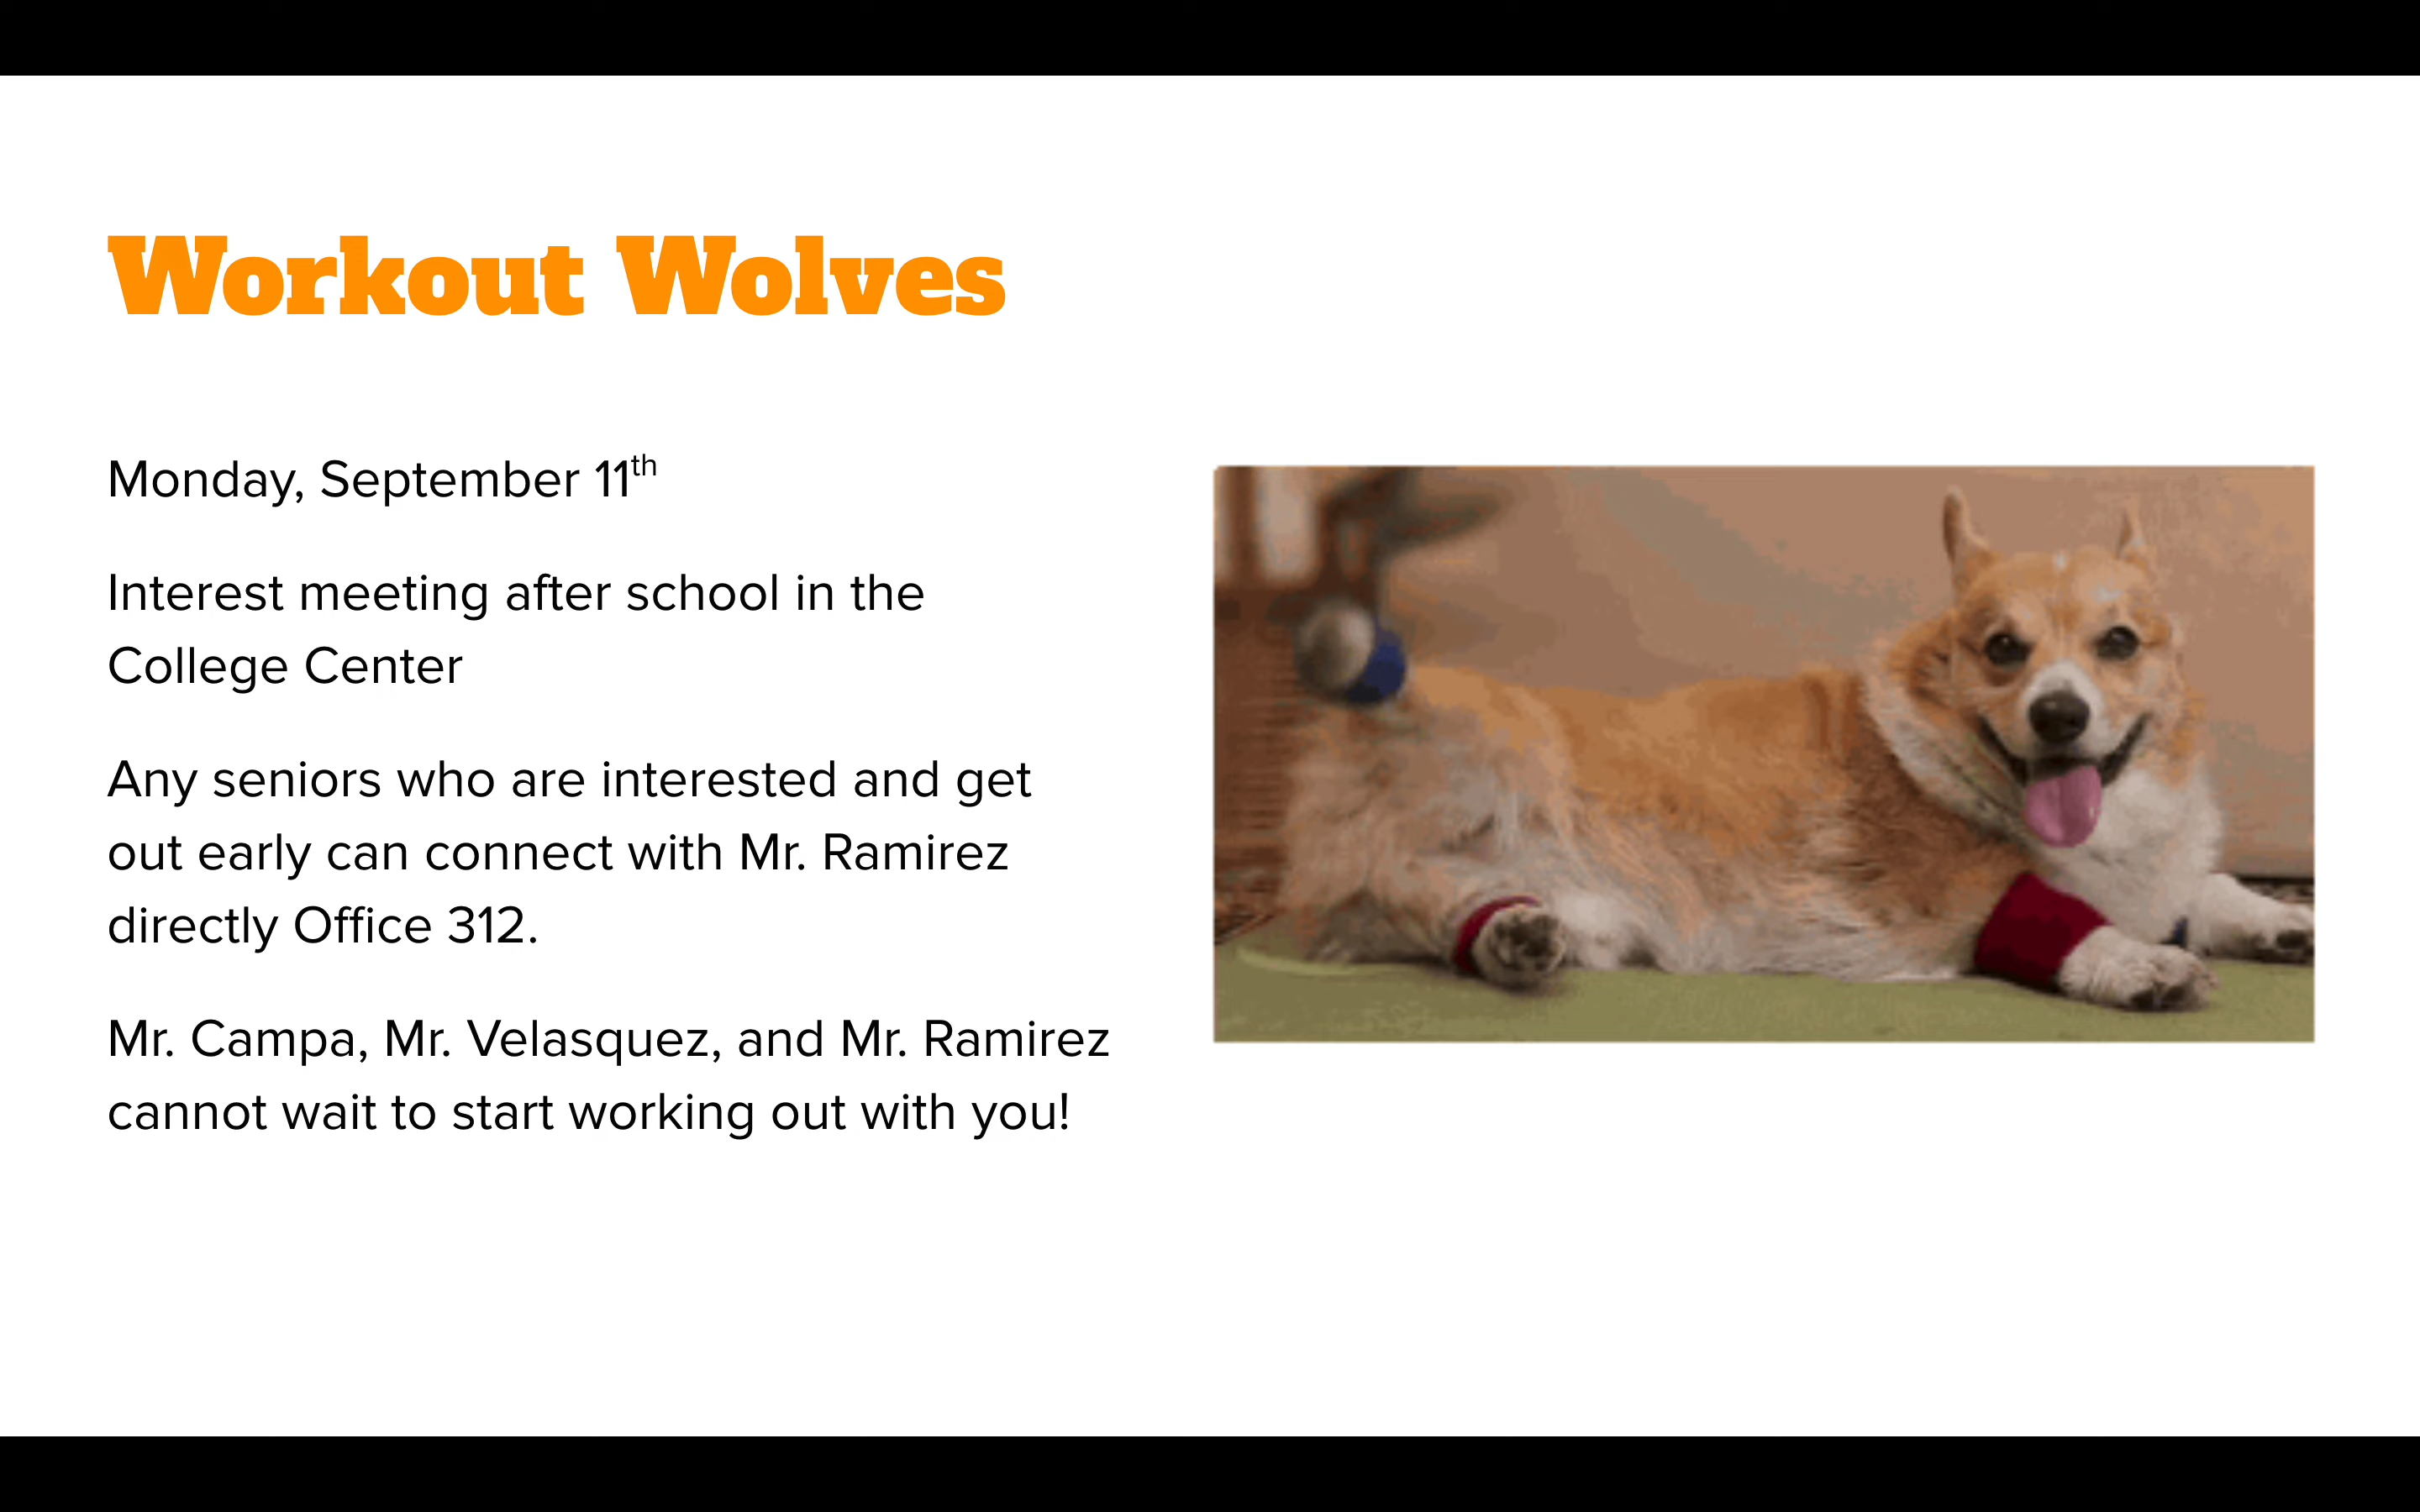 Workout Wolves
Monday, September 11th
Interest meeting after school in the
College Center
Any seniors who are interested and get
out early can connect with Mr. Ramirez
directly Office 312.
Mr. Campa, Mr. Velasquez, and Mr. Ramirez
cannot wait to start working out with you!